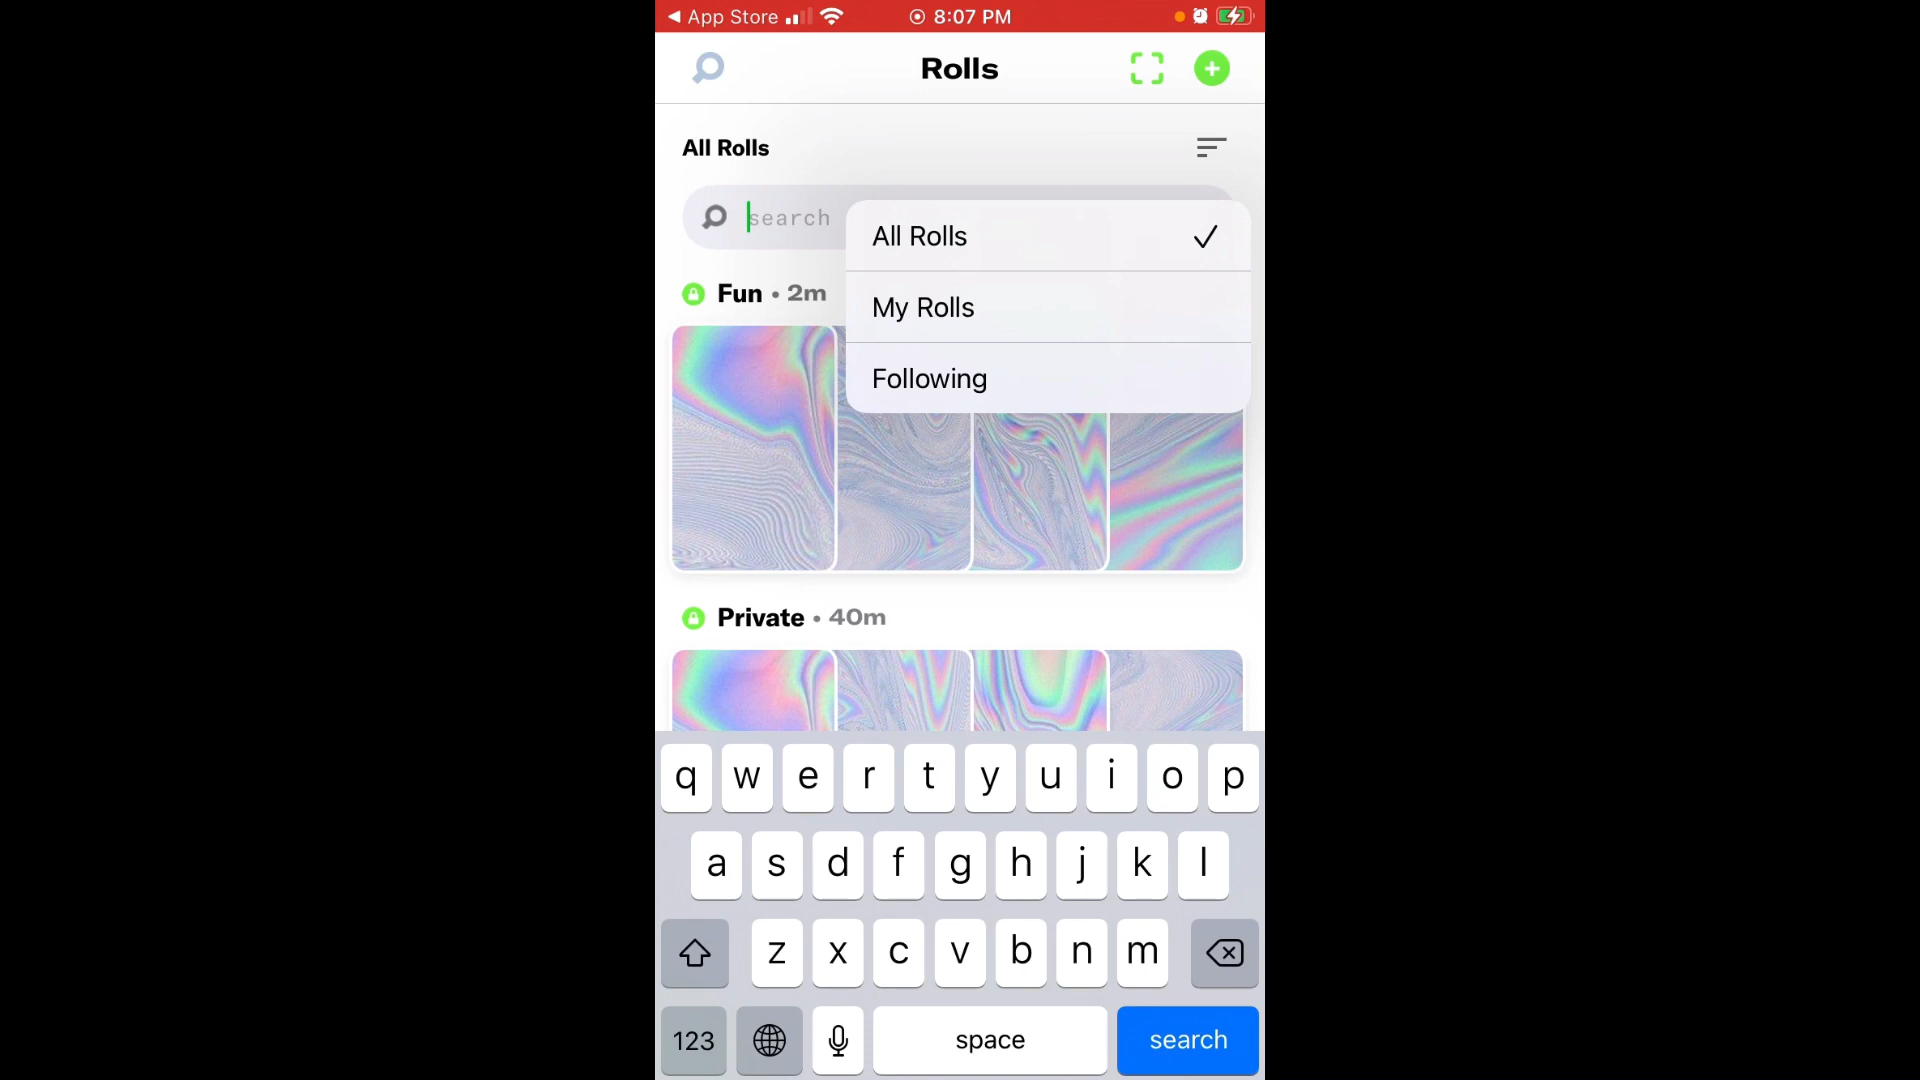 App Store 8:07 PM
Rolls
All Rolls
search
All Rolls
My Rolls
Following
Fun • 2m
Private • 40m
q w e r t y u i o p
a s d f g h j k l
z x c v b n m
123 space search